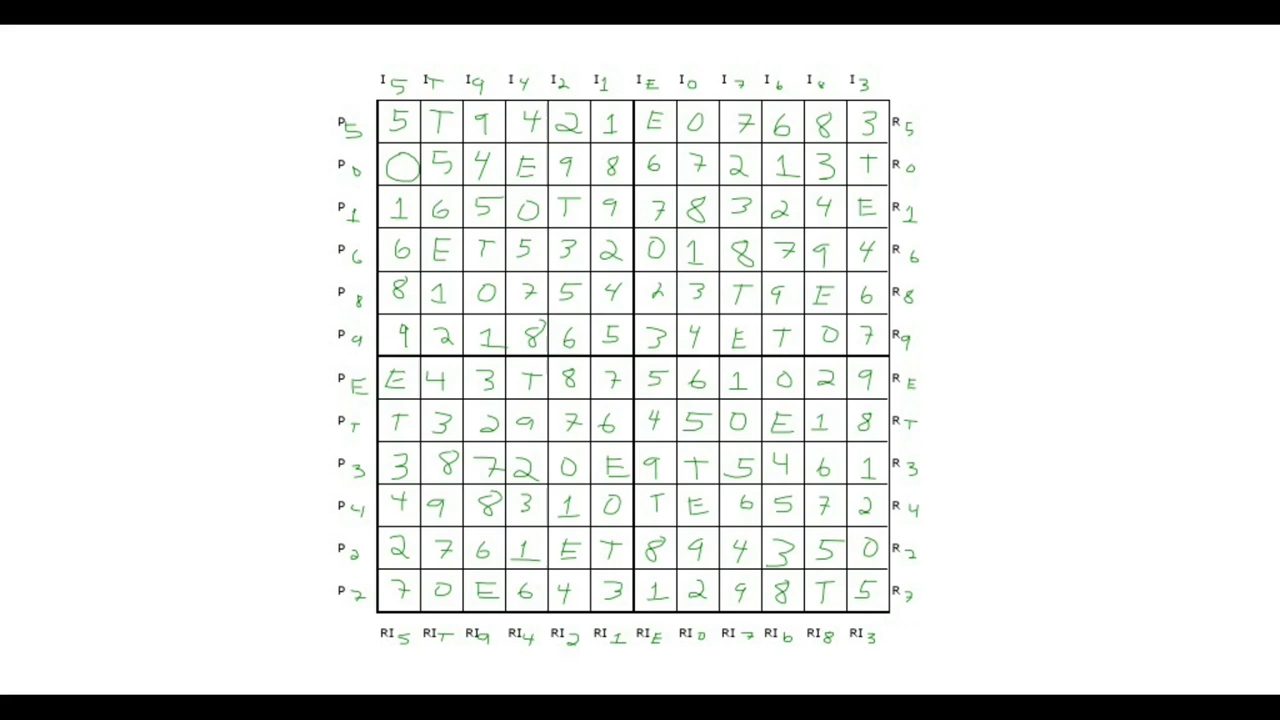 I5 IT I9 I4 I2 I1 IE I0 I7 I6 I8 I3
P5 5 T 9 4 2 1 E 0 7 6 8 3 R5
P0 0 5 4 E 9 8 6 7 2 1 3 T R0
P1 1 6 5 0 T 9 7 8 3 2 4 E R1
P6 6 E T 5 3 2 0 1 8 7 9 4 R6
P8 8 1 0 7 5 4 2 3 T 9 E 6 R8
P9 9 2 1 8 6 5 3 4 E T 0 7 R9
PE E 4 3 T 8 7 5 6 1 0 2 9 RE
PT T 3 2 9 7 6 4 5 0 E 1 8 RT
P3 3 8 7 2 0 E 9 T 5 4 6 1 R3
P4 4 9 8 3 1 0 T E 6 5 7 2 R4
P2 2 7 6 1 E T 8 9 4 3 5 0 R2
P7 7 0 E 6 4 3 1 2 9 8 T 5 R7
RI5 RIT RI9 RI4 RI2 RI1 RIE RI0 RI7 RI6 RI8 RI3